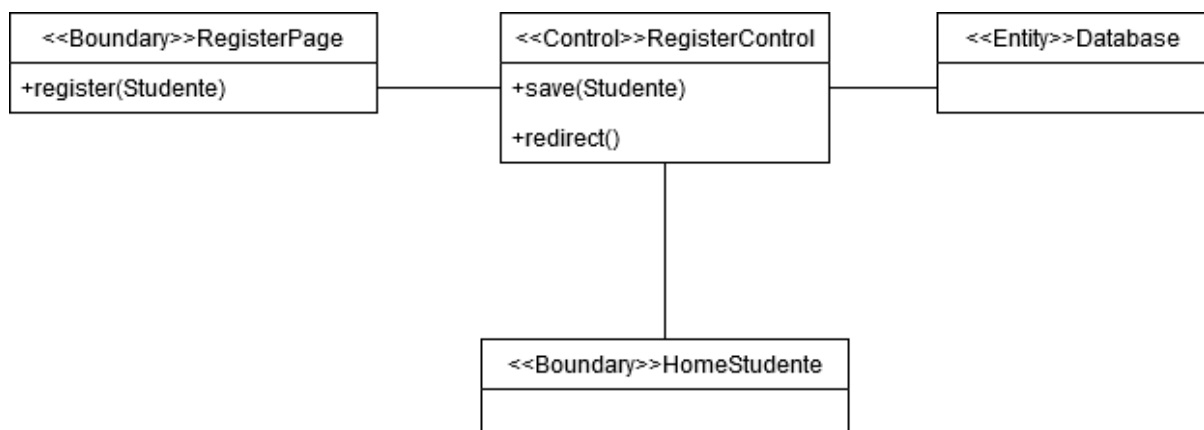 <<Boundary>>RegisterPage
+register(Studente)
<<Control>>RegisterControl
+save(Studente)
+redirect()
<<Entity>>Database
<<Boundary>>HomeStudente